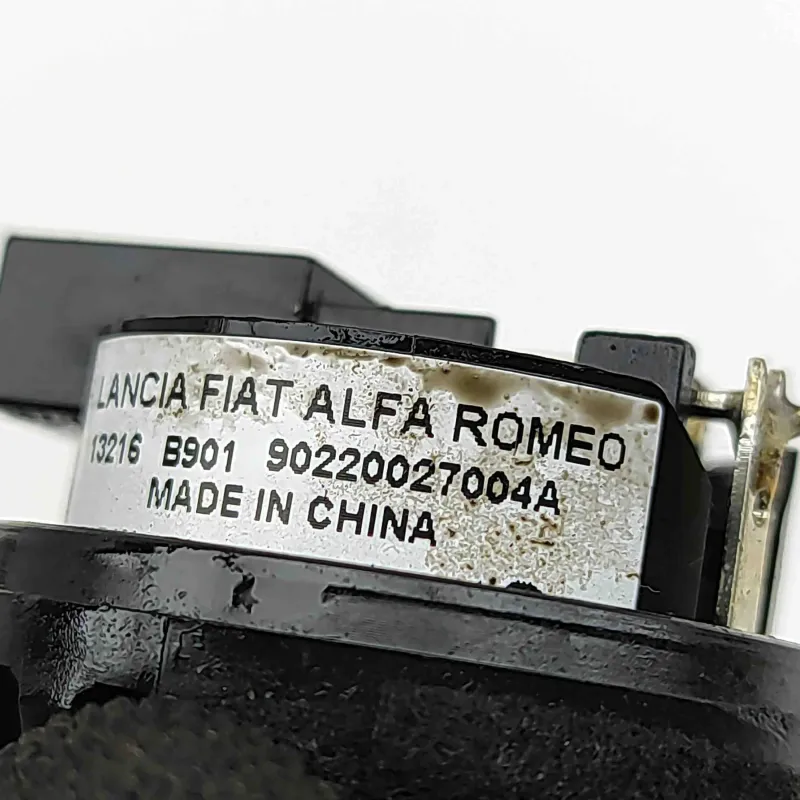 LANCIA FIAT ALFA ROMEO
13216 B901 90220027004A
MADE IN CHINA